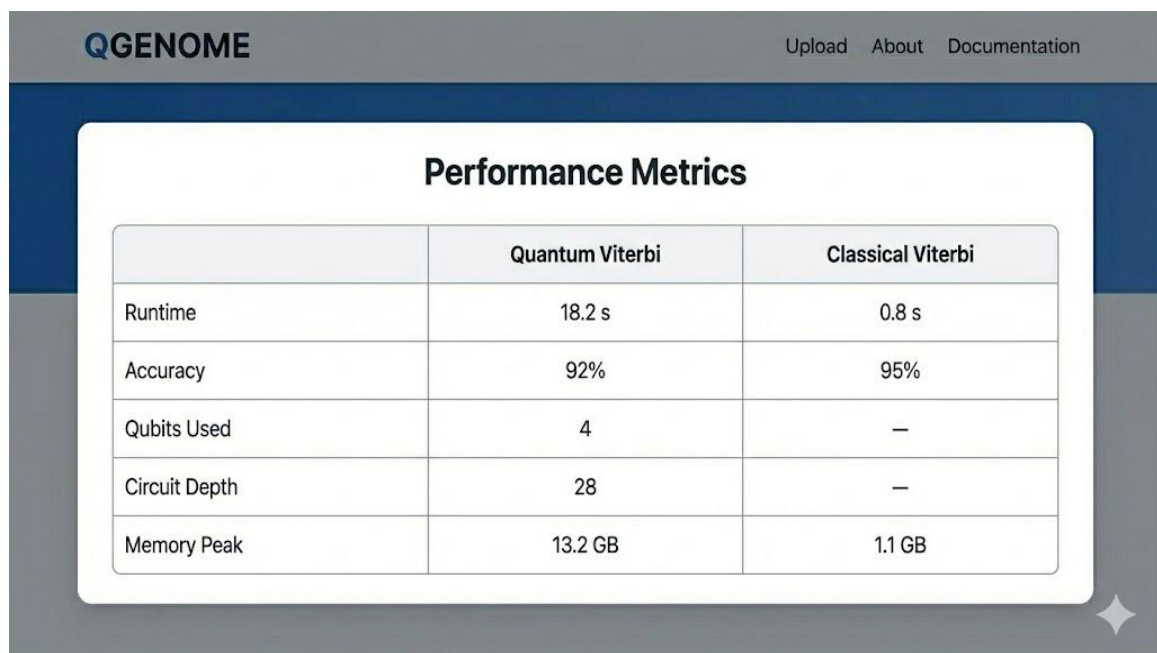 QGENOME
Upload About Documentation
Performance Metrics
Quantum Viterbi Classical Viterbi
Runtime 18.2 s 0.8 s
Accuracy 92% 95%
Qubits Used 4 —
Circuit Depth 28 —
Memory Peak 13.2 GB 1.1 GB